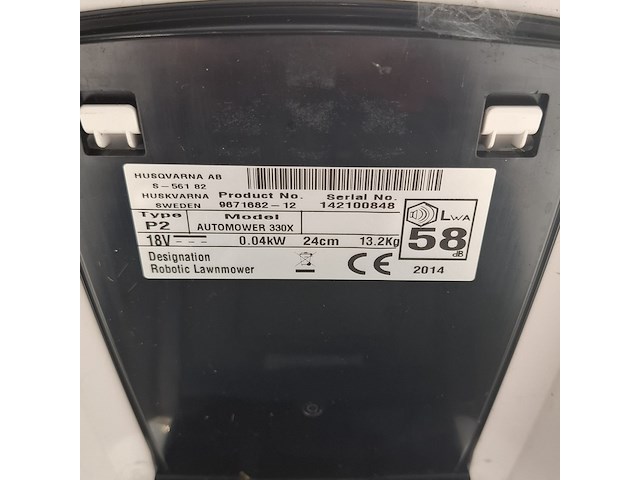 HUSQVARNA AB
S-561 82
HUSKVARNA
SWEDEN
Product No.
9671682-12
Serial No.
142100848
Type
P2
Model
AUTOMOWER 330X
18V 0.04kW 24cm 13.2Kg
LWA
58
dB
Designation
Robotic Lawnmower
CE
2014